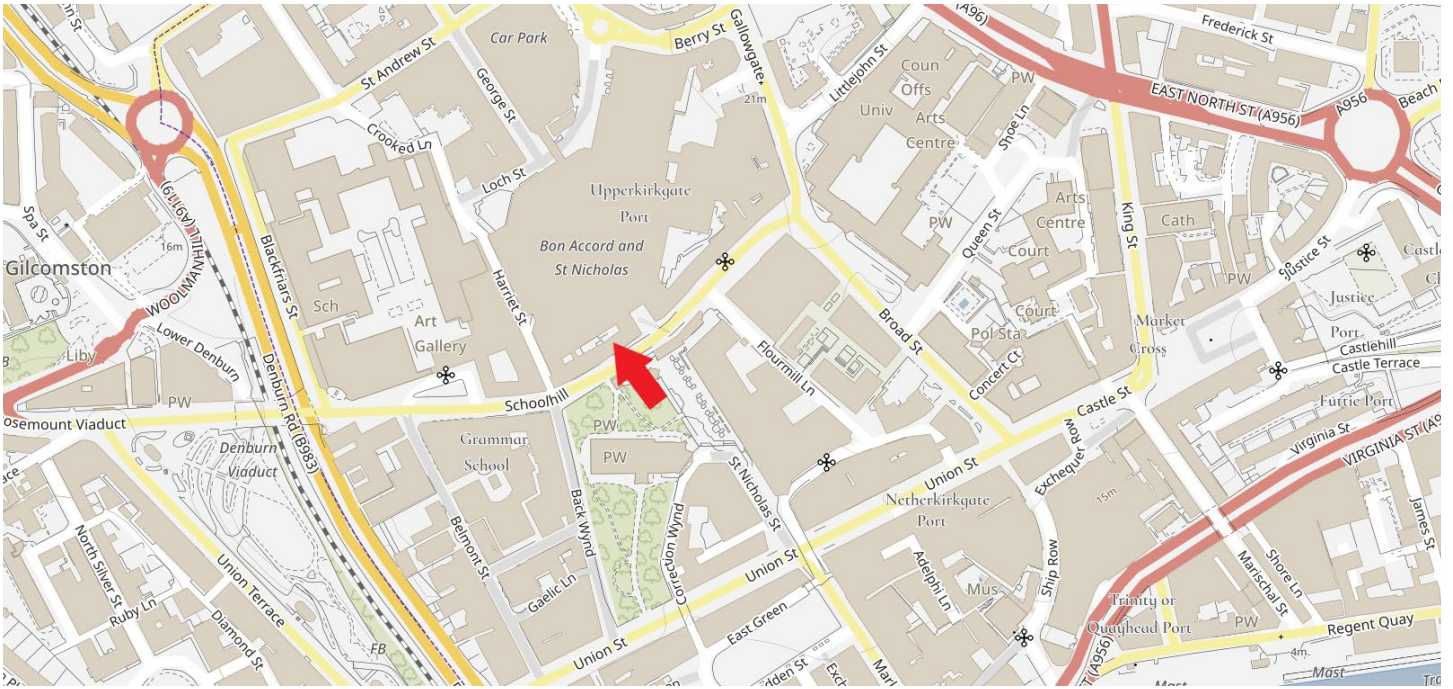 St Andrew St
Car Park
George St
Berry St
Gallowgate
21m
Littlejohn St
(A96)
Frederick St
Coun
Offs
PW
Univ
Arts
Centre
Shoe Ln
EAST NORTH ST (A956)
A956
Crooked Ln
Loch St
Upperkirkgate
Port
Bon Accord and
St Nicholas
Spa St
16m
Gilcomston
WOOLMANHILL (A9119)
Blackfriars St
Sch
Art
Gallery
Harriet St
PW
Queen St
Arts
Centre
Court
King St
Cath
PW
Justice St
Justice
Port
Liby
Lower Denburn
PW
Denburn Rd (B983)
Schoolhill
Flourmill Ln
Broad St
Pol Sta
Court
Concert Ct
Market
Cross
Castlehill
Castle Terrace
Futtie Port
Castle St
Virginia St
VIRGINIA ST
Denburn
Viaduct
Grammar
School
PW
PW
St Nicholas St
Union St
Netherkirkgate
Port
Exchequer Row
15m
James St
North Silver St
Ruby Ln
Union Terrace
Diamond St
FB
Belmont St
Back Wynd
Gaelic Ln
Correction Wynd
Union St
Union St
East Green
Adelphi Ln
Mus
Ship Row
Trinity or
Quayhead Port
Marischal St
Shore Ln
PW
Regent Quay
4m
(A956)
Mast